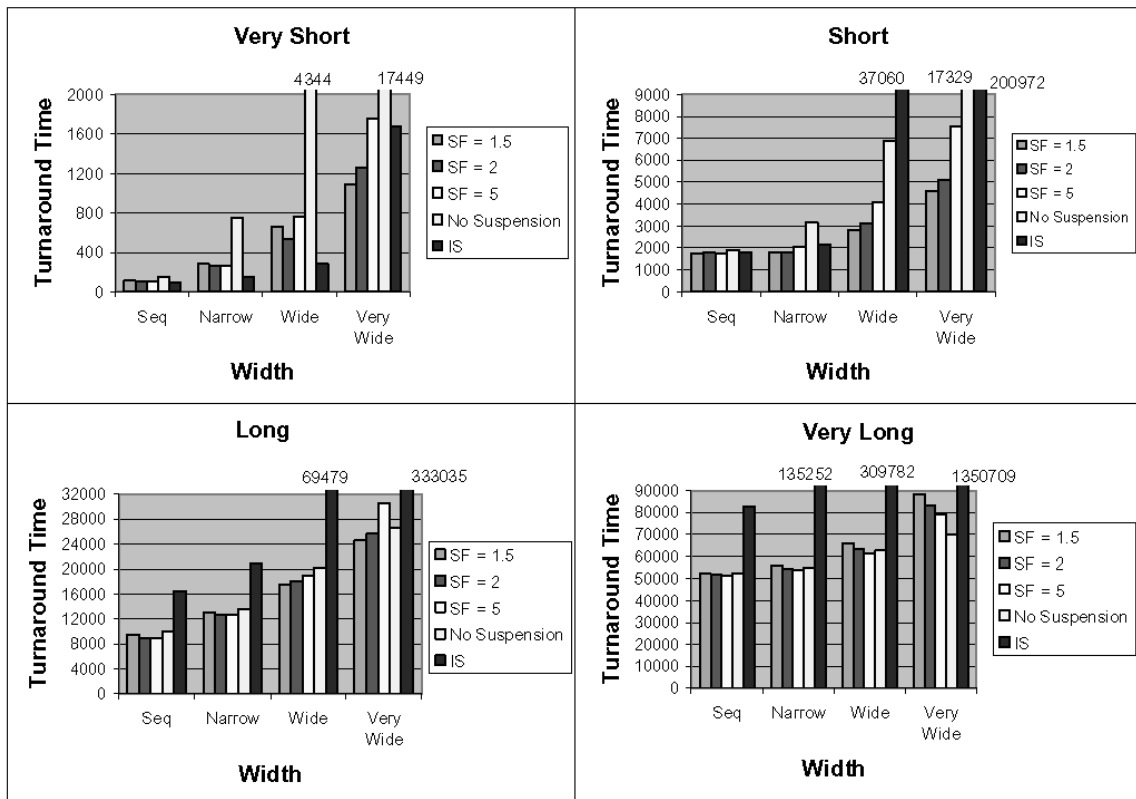 Very Short
4344 17449
Turnaround Time
2000
1600
1200
800
400
0
Seq Narrow Wide Very Wide
Width
SF = 1.5
SF = 2
SF = 5
No Suspension
IS
Short
37060 17329 200972
Turnaround Time
9000
8000
7000
6000
5000
4000
3000
2000
1000
0
Seq Narrow Wide Very Wide
Width
SF = 1.5
SF = 2
SF = 5
No Suspension
IS
Long
69479 333035
Turnaround Time
32000
28000
24000
20000
16000
12000
8000
4000
0
Seq Narrow Wide Very Wide
Width
SF = 1.5
SF = 2
SF = 5
No Suspension
IS
Very Long
135252 309782 1350709
Turnaround Time
90000
80000
70000
60000
50000
40000
30000
20000
10000
0
Seq Narrow Wide Very Wide
Width
SF = 1.5
SF = 2
SF = 5
No Suspension
IS